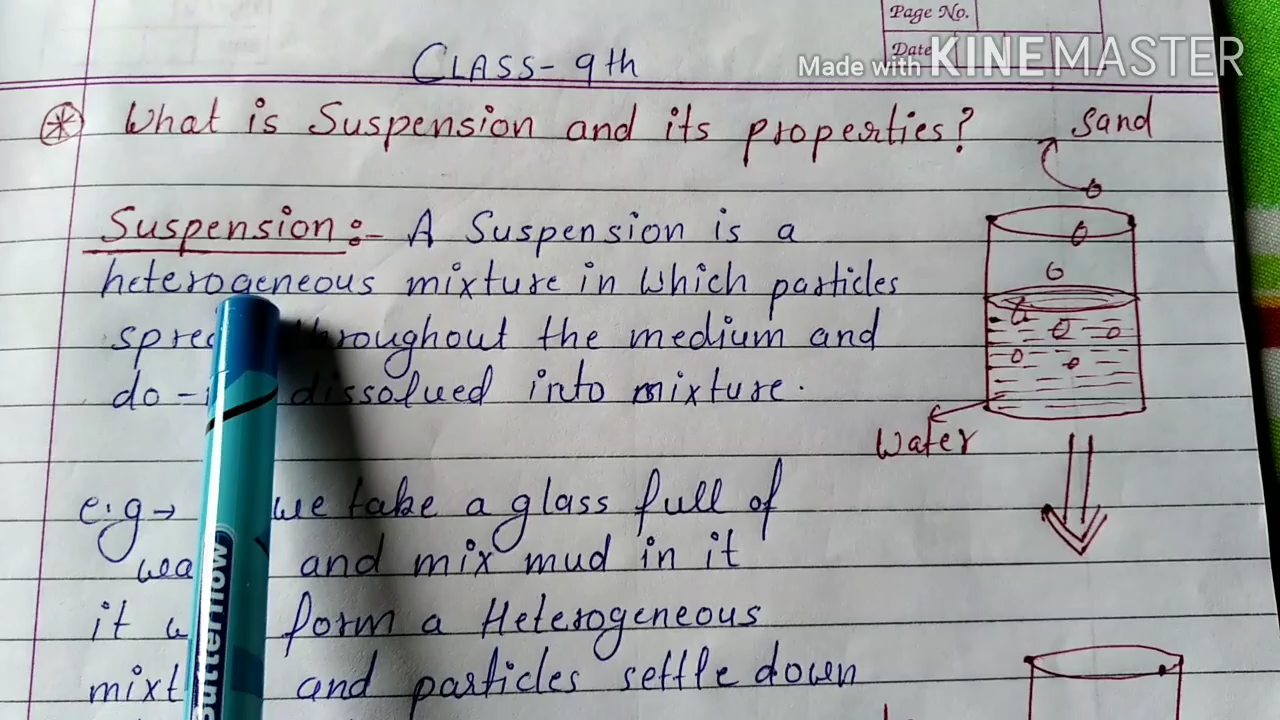 Page No.
Date
Made with KINEMASTER
CLASS-9th
What is Suspension and its properties?
Sand
Suspension:- A Suspension is a
heterogeneous mixture in which particles
throughout the medium and
do dissolved into mixture.
Water
e.g→ we take a glass full of
and mix mud in it
it form a Heterogeneous
and particles settle down
Butterflow